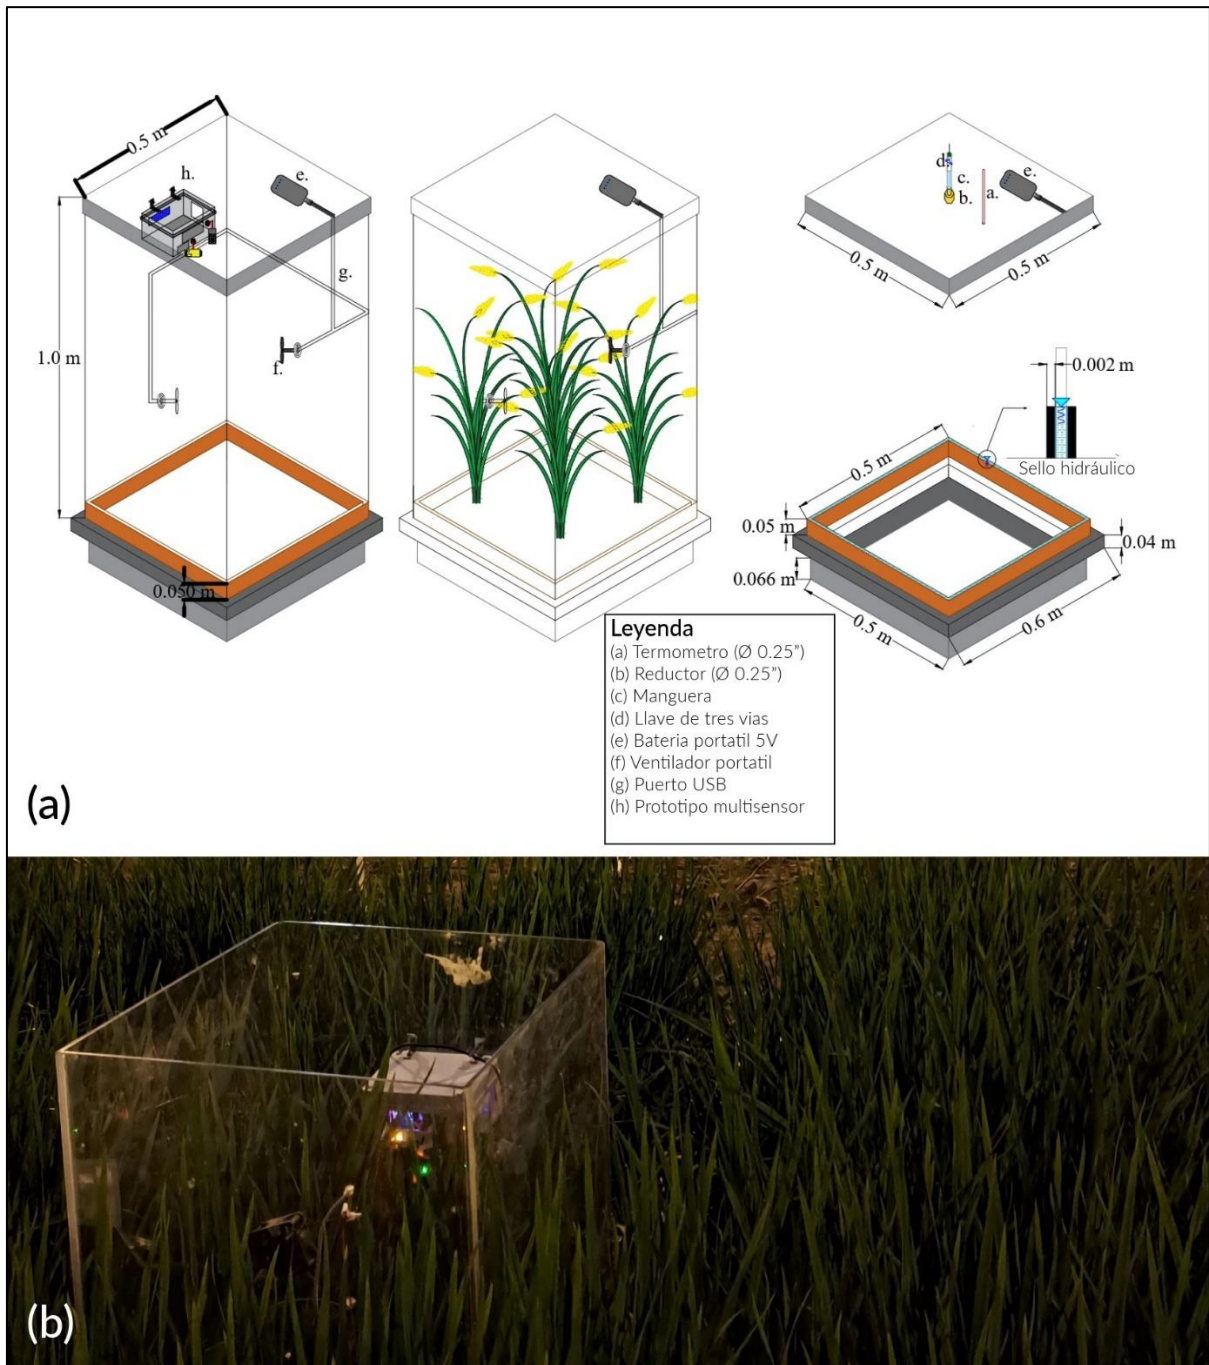 0.5 m
h.
e.
g.
1.0 m
f.
0.050 m
d.
c.
b.
a.
e.
0.5 m
0.5 m
0.002 m
Sello hidráulico
0.5 m
0.05 m
0.04 m
0.066 m
0.5 m
0.6 m
Leyenda
(a) Termometro (Ø 0.25”)
(b) Reductor (Ø 0.25”)
(c) Manguera
(d) Llave de tres vias
(e) Bateria portatil 5V
(f) Ventilador portatil
(g) Puerto USB
(h) Prototipo multisensor
(a)
(b)